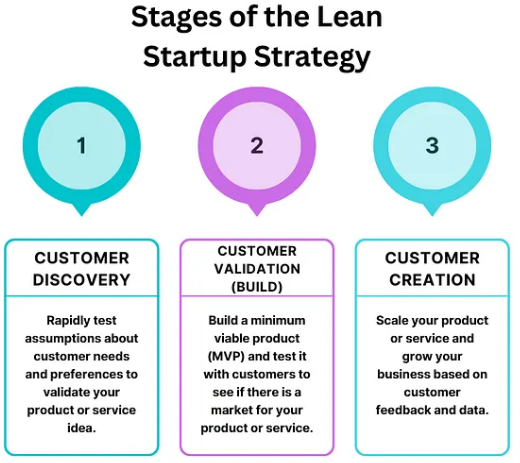 Stages of the Lean
Startup Strategy
1
2
3
CUSTOMER
DISCOVERY
Rapidly test
assumptions about
customer needs
and preferences to
validate your
product or service
idea.
CUSTOMER
VALIDATION
(BUILD)
Build a minimum
viable product
(MVP) and test it
with customers to
see if there is a
market for your
product or service.
CUSTOMER
CREATION
Scale your product
or service and
grow your
business based on
customer
feedback and data.